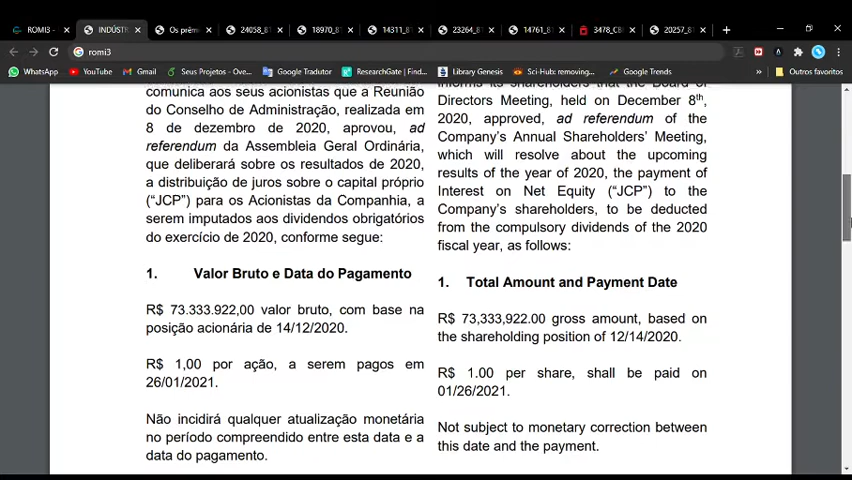 ROMI3 -
INDÚSTR
Os prêm
24058_8
18970_8
14311_8
23264_8
14761_8
3478_CB
20257_8
romi3
WhatsApp
YouTube
Gmail
Seus Projetos - Ove...
Google Tradutor
ResearchGate | Find...
Library Genesis
Sci-Hub: removing...
Google Trends
»
Outros favoritos
comunica aos seus acionistas que a Reunião
do Conselho de Administração, realizada em
8 de dezembro de 2020, aprovou, ad
referendum da Assembleia Geral Ordinária,
que deliberará sobre os resultados de 2020,
a distribuição de juros sobre o capital próprio
("JCP") para os Acionistas da Companhia, a
serem imputados aos dividendos obrigatórios
do exercício de 2020, conforme segue:
1. Valor Bruto e Data do Pagamento
R$ 73.333.922,00 valor bruto, com base na
posição acionária de 14/12/2020.
R$ 1,00 por ação, a serem pagos em
26/01/2021.
Não incidirá qualquer atualização monetária
no período compreendido entre esta data e a
data do pagamento.
informs its shareholders that the Board of
Directors Meeting, held on December 8th,
2020, approved, ad referendum of the
Company's Annual Shareholders' Meeting,
which will resolve about the upcoming
results of the year of 2020, the payment of
Interest on Net Equity ("JCP") to the
Company's shareholders, to be deducted
from the compulsory dividends of the 2020
fiscal year, as follows:
1. Total Amount and Payment Date
R$ 73,333,922.00 gross amount, based on
the shareholding position of 12/14/2020.
R$ 1.00 per share, shall be paid on
01/26/2021.
Not subject to monetary correction between
this date and the payment.